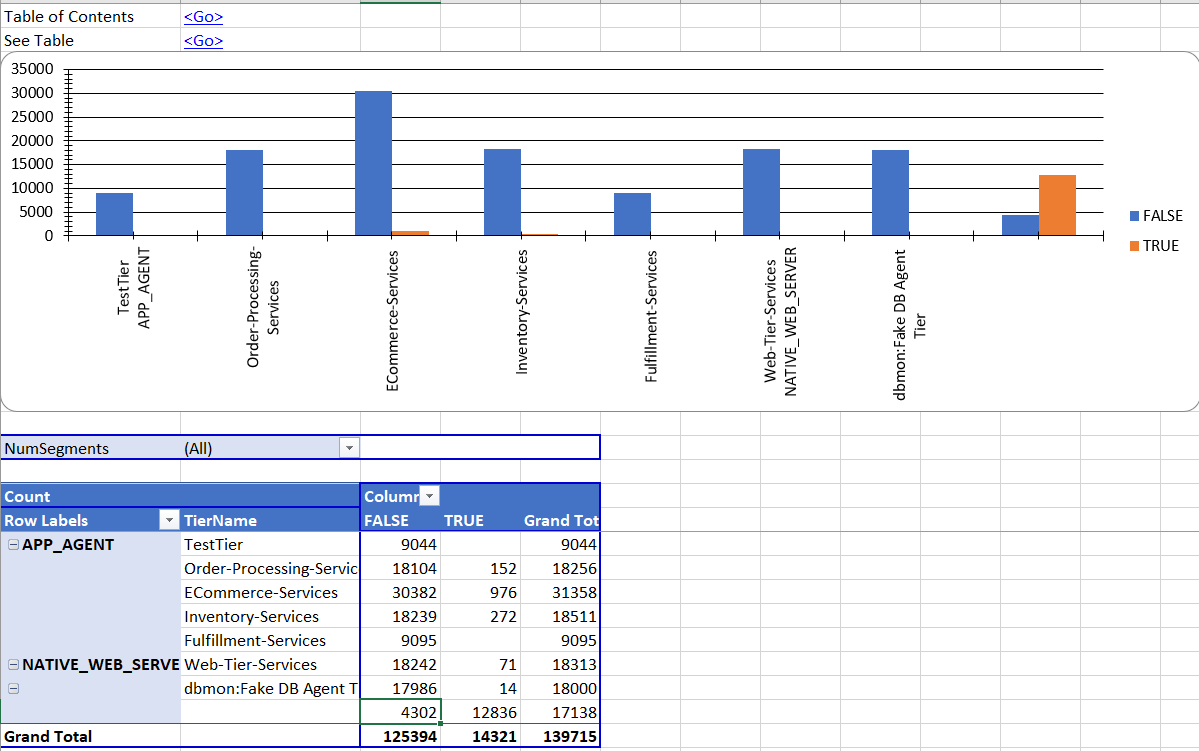 Table of Contents <Go>
See Table <Go>
35000
30000
25000
20000
15000
10000
5000
0
TestTier
APP_AGENT
Order-Processing-
Services
ECommerce-Services
Inventory-Services
Fulfillment-Services
Web-Tier-Services
NATIVE_WEB_SERVER
dbmon:Fake DB Agent
Tier
FALSE
TRUE
NumSegments (All)
Count Column
Row Labels TierName FALSE TRUE Grand Tot
APP_AGENT TestTier 9044 9044
Order-Processing-Servic 18104 152 18256
ECommerce-Services 30382 976 31358
Inventory-Services 18239 272 18511
Fulfillment-Services 9095 9095
NATIVE_WEB_SERVE Web-Tier-Services 18242 71 18313
dbmon:Fake DB Agent T 17986 14 18000
4302 12836 17138
Grand Total 125394 14321 139715